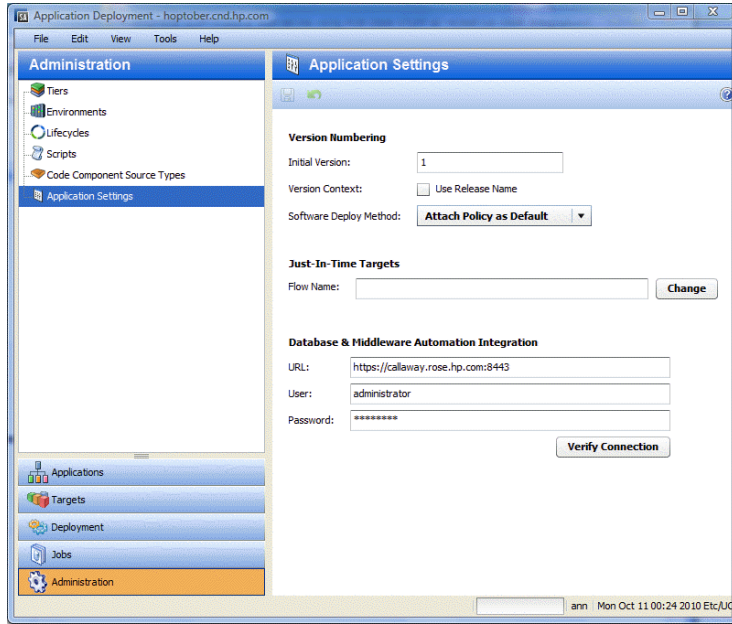 Application Deployment - hoptober.cnd.hp.com
File Edit View Tools Help
Administration
Tiers
Environments
Lifecycles
Scripts
Code Component Source Types
Application Settings
Applications
Targets
Deployment
Jobs
Administration
Application Settings
Version Numbering
Initial Version: 1
Version Context: Use Release Name
Software Deploy Method: Attach Policy as Default
Just-In-Time Targets
Flow Name: Change
Database & Middleware Automation Integration
URL: https://callaway.rose.hp.com:8443
User: administrator
Password: ********
Verify Connection
ann Mon Oct 11 00:24 2010 Etc/UC